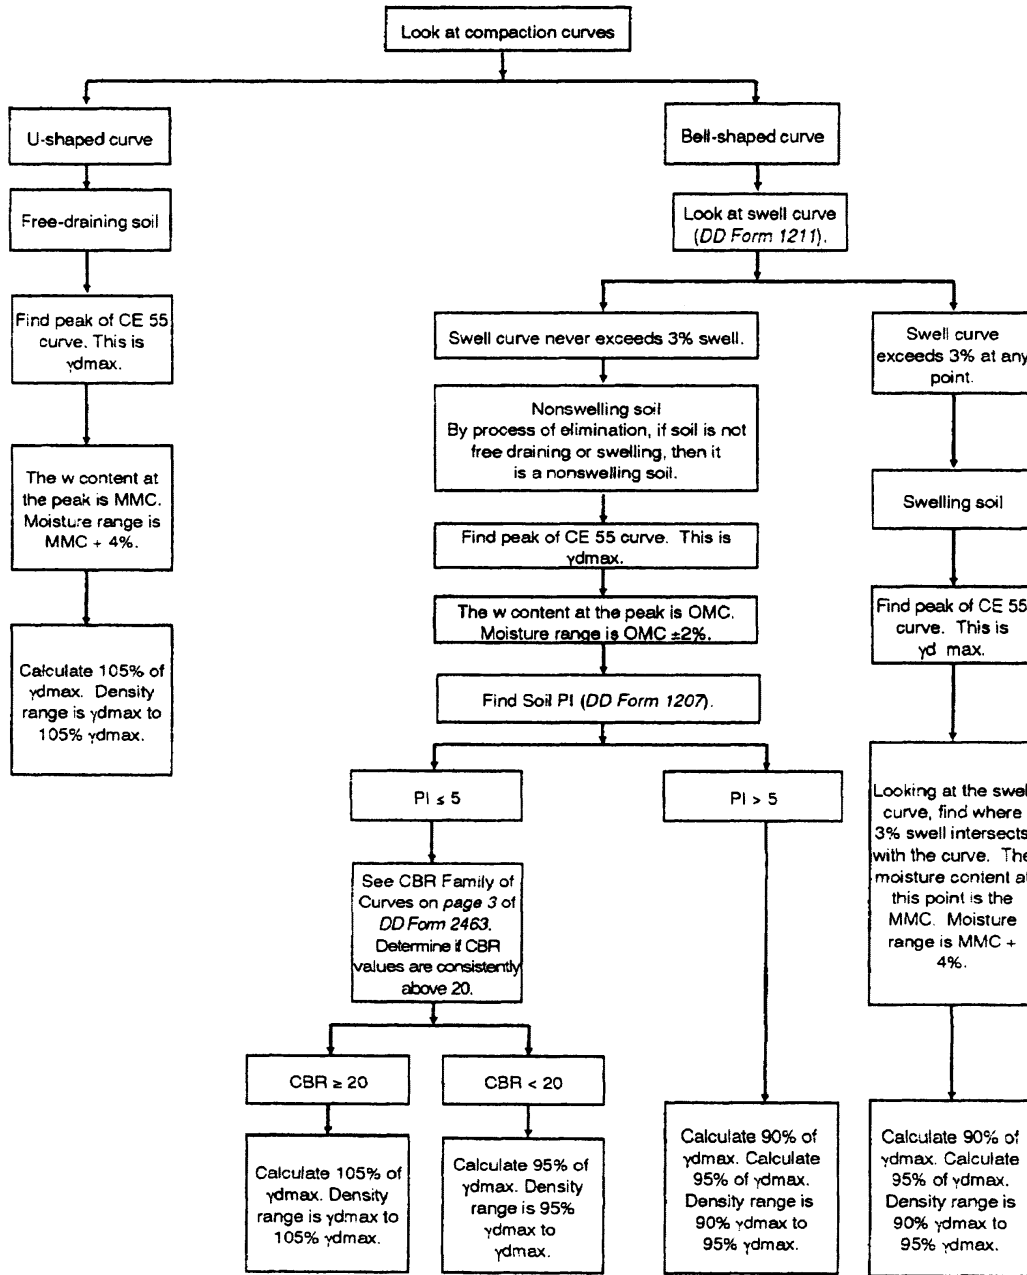 Look at compaction curves
U-shaped curve
Bell-shaped curve
Free-draining soil
Look at swell curve
(DD Form 1211).
Find peak of CE 55
curve. This is
γdmax.
Swell curve never exceeds 3% swell.
Swell curve
exceeds 3% at any
point.
Nonswelling soil
By process of elimination, if soil is not
free draining or swelling, then it
is a nonswelling soil.
The w content at
the peak is MMC.
Moisture range is
MMC + 4%.
Swelling soil
Find peak of CE 55 curve. This is
γdmax.
The w content at the peak is OMC.
Moisture range is OMC ±2%.
Find peak of CE 55
curve. This is
γd max.
Calculate 105% of
γdmax. Density
range is γdmax to
105% γdmax.
Find Soil PI (DD Form 1207).
PI ≤ 5
PI > 5
Looking at the swell
curve, find where
3% swell intersects
with the curve. The
moisture content at
this point is the
MMC. Moisture
range is MMC +
4%.
See CBR Family of
Curves on page 3 of
DD Form 2463.
Determine if CBR
values are consistently
above 20.
CBR ≥ 20
CBR < 20
Calculate 105% of
γdmax. Density
range is γdmax to
105% γdmax.
Calculate 95% of
γdmax. Density
range is 95%
γdmax to
γdmax.
Calculate 90% of
γdmax. Calculate
95% of γdmax.
Density range is
90% γdmax to
95% γdmax.
Calculate 90% of
γdmax. Calculate
95% of γdmax.
Density range is
90% γdmax to
95% γdmax.